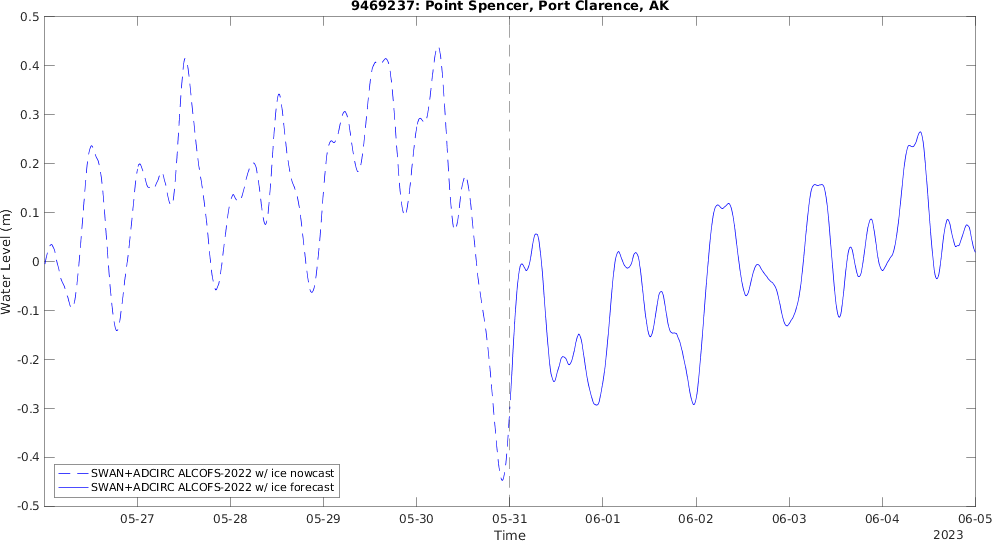 9469237: Point Spencer, Port Clarence, AK
0.5
0.4
0.3
0.2
0.1
0
-0.1
-0.2
-0.3
-0.4
-0.5
Water Level (m)
SWAN+ADCIRC ALCOFS-2022 w/ ice nowcast
SWAN+ADCIRC ALCOFS-2022 w/ ice forecast
05-27 05-28 05-29 05-30 05-31 06-01 06-02 06-03 06-04 06-05
Time
2023